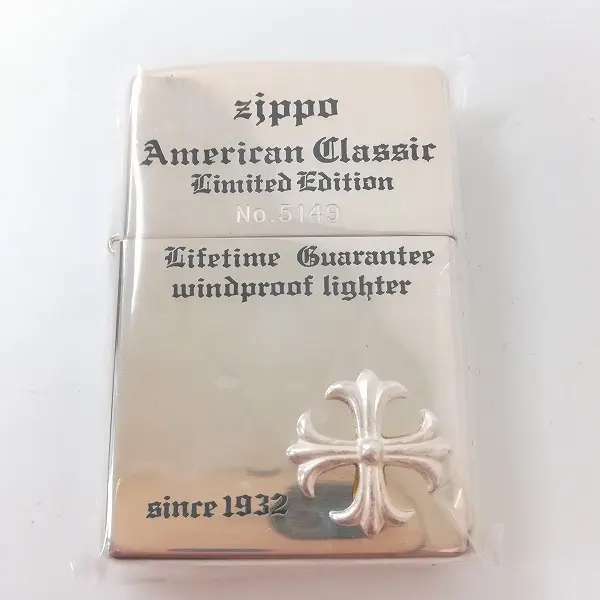 zippo
American Classic
Limited Edition
No.5149
Lifetime Guarantee
windproof lighter
since 1932